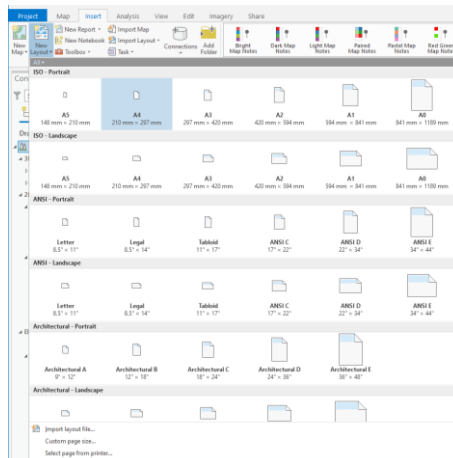 Project Map Insert Analysis View Edit Imagery Share
New Map New Layout New Report New Notebook Toolbox Import Map Import Layout Task Connections Add Folder Bright Map Notes Dark Map Notes Light Map Notes Paired Map Notes Pastel Map Notes Red Green Map Notes
All
ISO - Portrait
A5 A4 A3 A2 A1 A0
148 mm × 210 mm 210 mm × 297 mm 297 mm × 420 mm 420 mm × 594 mm 594 mm × 841 mm 841 mm × 1189 mm
ISO - Landscape
A5 A4 A3 A2 A1 A0
148 mm × 210 mm 210 mm × 297 mm 297 mm × 420 mm 420 mm × 594 mm 594 mm × 841 mm 841 mm × 1189 mm
ANSI - Portrait
Letter Legal Tabloid ANSI C ANSI D ANSI E
8.5" × 11" 8.5" × 14" 11" × 17" 17" × 22" 22" × 34" 34" × 44"
ANSI - Landscape
Letter Legal Tabloid ANSI C ANSI D ANSI E
8.5" × 11" 8.5" × 14" 11" × 17" 17" × 22" 22" × 34" 34" × 44"
Architectural - Portrait
Architectural A Architectural B Architectural C Architectural D Architectural E
9" × 12" 12" × 18" 18" × 24" 24" × 36" 36" × 48"
Architectural - Landscape
Import layout file...
Custom page size...
Select page from printer...